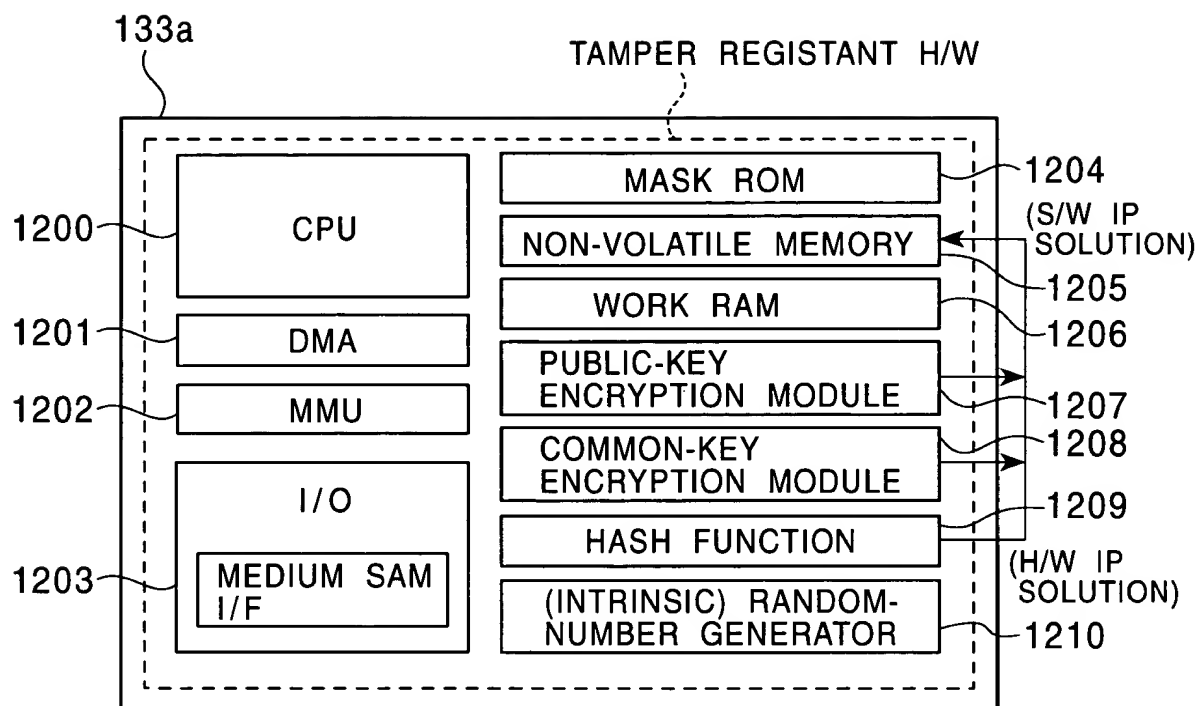 133a
TAMPER REGISTANT H/W
1200
CPU
1201
DMA
1202
MMU
1203
I/O
MEDIUM SAM
I/F
MASK ROM
1204
(S/W IP
SOLUTION)
NON-VOLATILE MEMORY
1205
WORK RAM
1206
PUBLIC-KEY
ENCRYPTION MODULE
1207
COMMON-KEY
ENCRYPTION MODULE
1208
HASH FUNCTION
1209
(H/W IP
SOLUTION)
(INTRINSIC) RANDOM-
NUMBER GENERATOR
1210